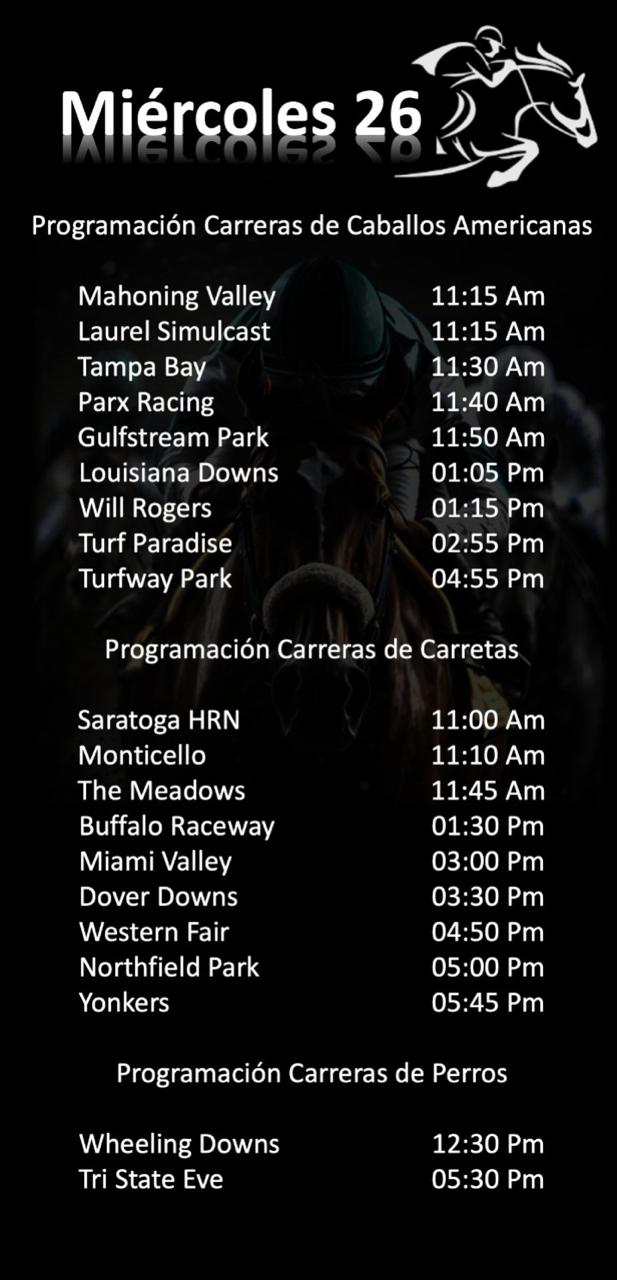 Miércoles 26
Programación Carreras de Caballos Americanas
Mahoning Valley 11:15 Am
Laurel Simulcast 11:15 Am
Tampa Bay 11:30 Am
Parx Racing 11:40 Am
Gulfstream Park 11:50 Am
Louisiana Downs 01:05 Pm
Will Rogers 01:15 Pm
Turf Paradise 02:55 Pm
Turfway Park 04:55 Pm
Programación Carreras de Carretas
Saratoga HRN 11:00 Am
Monticello 11:10 Am
The Meadows 11:45 Am
Buffalo Raceway 01:30 Pm
Miami Valley 03:00 Pm
Dover Downs 03:30 Pm
Western Fair 04:50 Pm
Northfield Park 05:00 Pm
Yonkers 05:45 Pm
Programación Carreras de Perros
Wheeling Downs 12:30 Pm
Tri State Eve 05:30 Pm